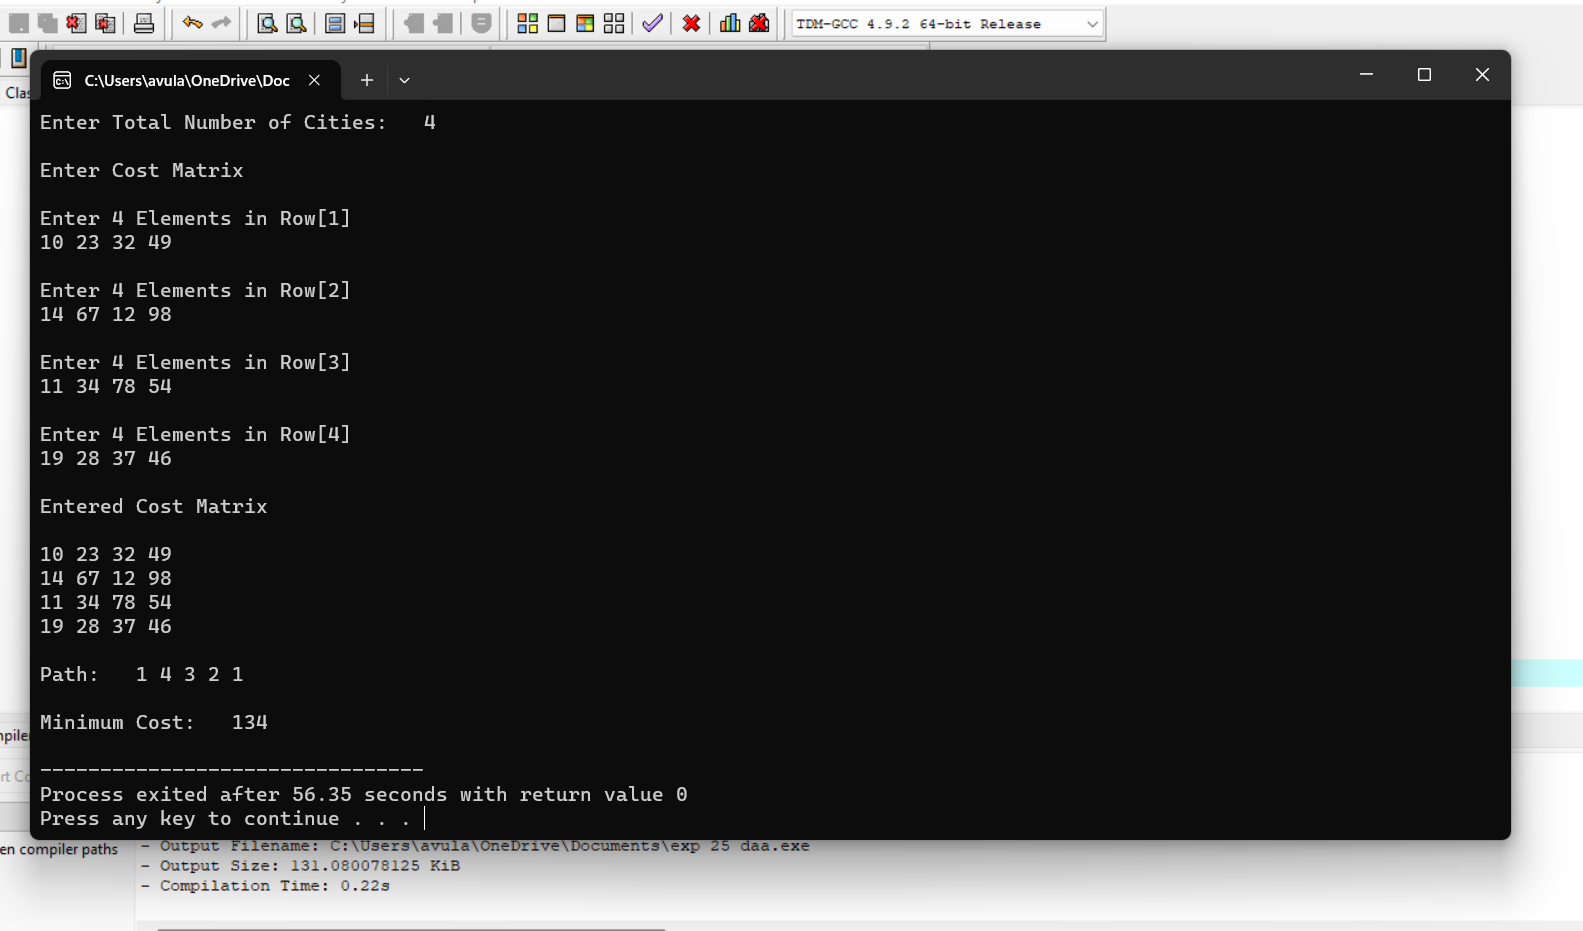 TDM-GCC 4.9.2 64-bit Release
C:\Users\avula\OneDrive\Doc
Clas
Enter Total Number of Cities:   4
Enter Cost Matrix
Enter 4 Elements in Row[1]
10 23 32 49
Enter 4 Elements in Row[2]
14 67 12 98
Enter 4 Elements in Row[3]
11 34 78 54
Enter 4 Elements in Row[4]
19 28 37 46
Entered Cost Matrix
10 23 32 49
14 67 12 98
11 34 78 54
19 28 37 46
Path:   1 4 3 2 1
Minimum Cost:   134
--------------------------------
Process exited after 56.35 seconds with return value 0
Press any key to continue . . .
en compiler paths
- Output Filename: C:\Users\avula\OneDrive\Documents\exp 25 daa.exe
- Output Size: 131.080078125 KiB
- Compilation Time: 0.22s